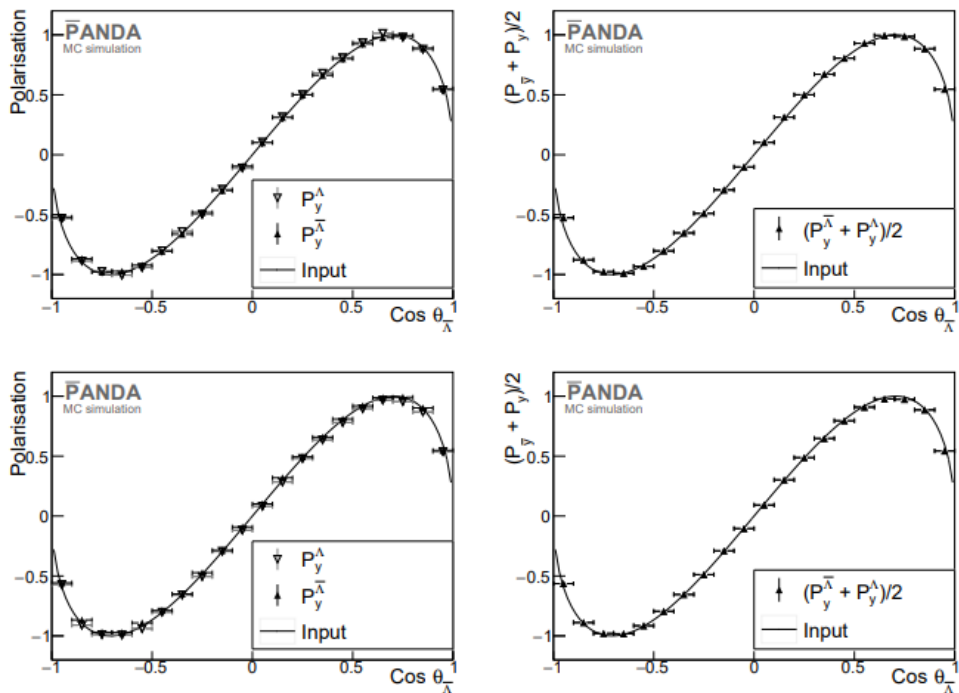 P̅ANDA
MC simulation
Polarisation
1
0.5
0
−0.5
−1
P_y^Λ
P_y^Λ̅
Input
−1 −0.5 0 0.5 1
Cos θ_Λ̅
P̅ANDA
MC simulation
(P_y̅ + P_y)/2
1
0.5
0
−0.5
−1
(P_y^Λ̅ + P_y^Λ)/2
Input
−1 −0.5 0 0.5 1
Cos θ_Λ̅
P̅ANDA
MC simulation
Polarisation
1
0.5
0
−0.5
−1
P_y^Λ
P_y^Λ̅
Input
−1 −0.5 0 0.5 1
Cos θ_Λ̅
P̅ANDA
MC simulation
(P_y̅ + P_y)/2
1
0.5
0
−0.5
−1
(P_y^Λ̅ + P_y^Λ)/2
Input
−1 −0.5 0 0.5 1
Cos θ_Λ̅